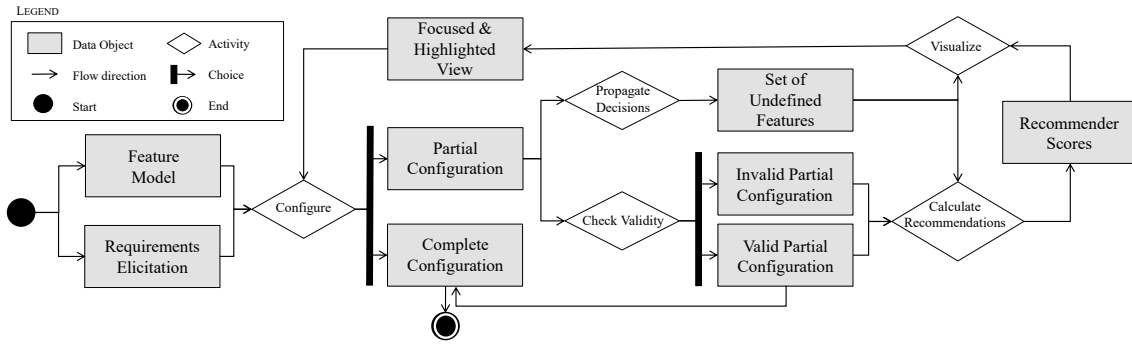 LEGEND
Data Object
Activity
Flow direction
Choice
Start
End
Focused &
Highlighted
View
Visualize
Propagate
Decisions
Set of
Undefined
Features
Recommender
Scores
Feature
Model
Partial
Configuration
Invalid Partial
Configuration
Configure
Check Validity
Calculate
Recommendations
Requirements
Elicitation
Complete
Configuration
Valid Partial
Configuration